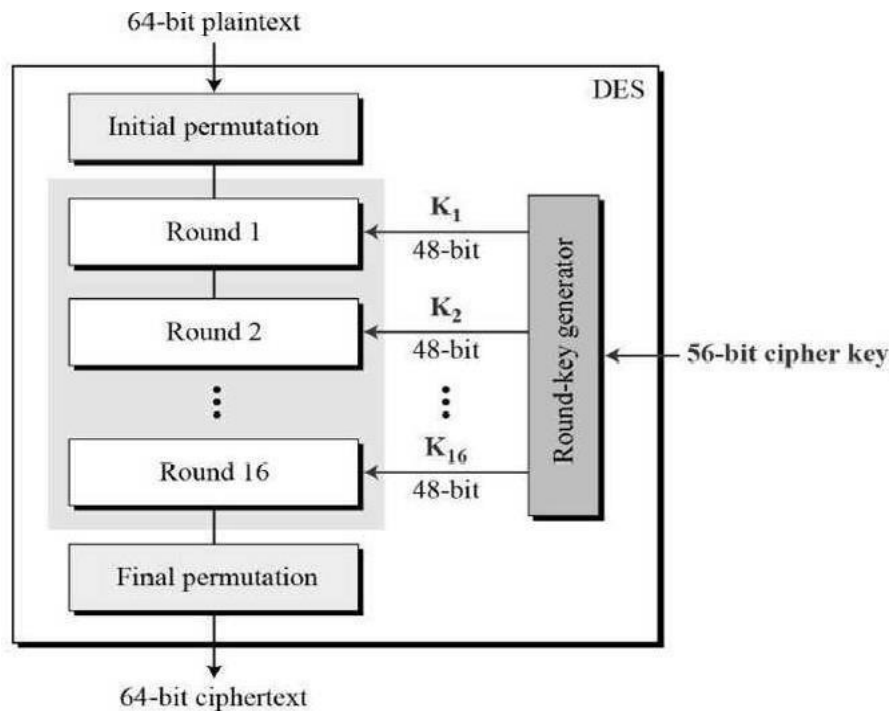 64-bit plaintext
DES
Initial permutation
Round 1
K₁
48-bit
Round 2
K₂
48-bit
Round 16
K₁₆
48-bit
Round-key generator
56-bit cipher key
Final permutation
64-bit ciphertext